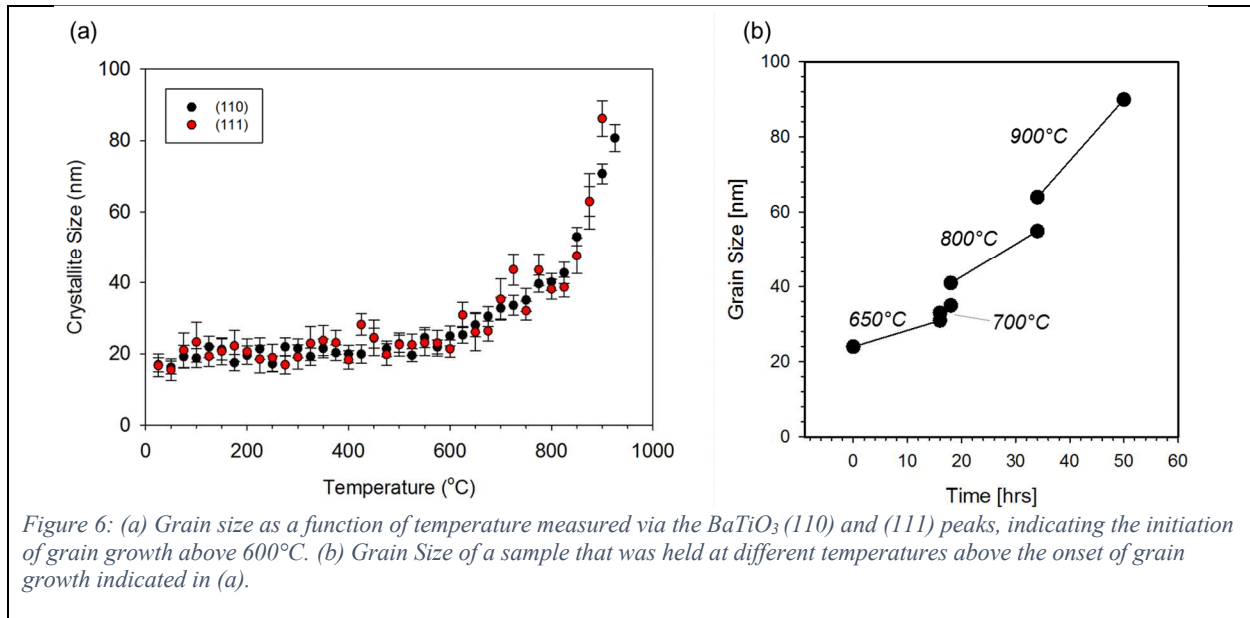 (a)
(b)
100
80
60
40
20
0
Crystallite Size (nm)
(110)
(111)
0
200
400
600
800
1000
Temperature (°C)
100
80
60
40
20
0
Grain Size [nm]
650°C
700°C
800°C
900°C
0
10
20
30
40
50
60
Time [hrs]
Figure 6: (a) Grain size as a function of temperature measured via the BaTiO₃ (110) and (111) peaks, indicating the initiation
of grain growth above 600°C. (b) Grain Size of a sample that was held at different temperatures above the onset of grain
growth indicated in (a).